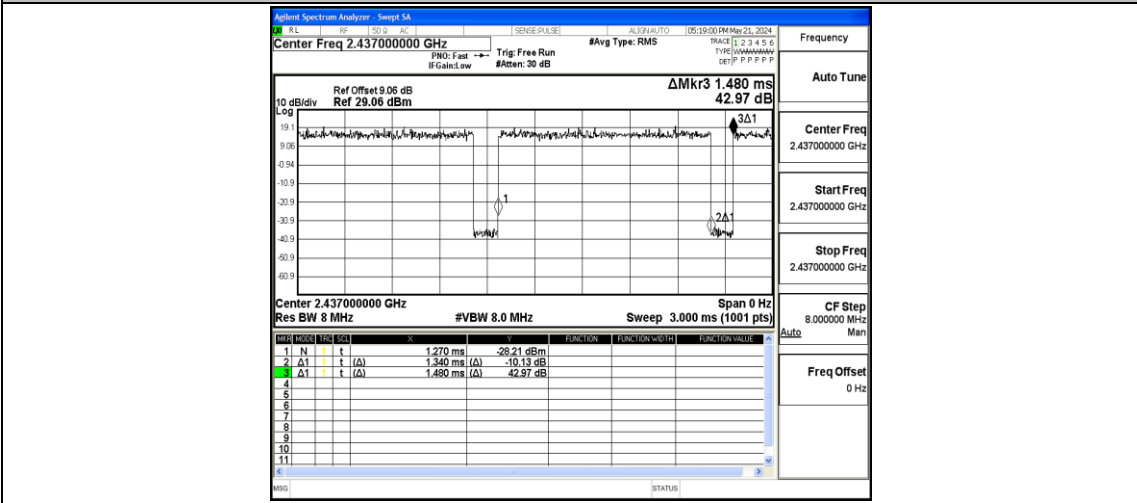 Agilent Spectrum Analyzer - Swept SA
RL RF 50 Ω AC SENSE:PULSE ALIGN AUTO 05:19:00 PM May 21, 2024
Center Freq 2.437000000 GHz
PNO: Fast
IFGain:Low
Trig: Free Run
#Atten: 30 dB
#Avg Type: RMS
TRACE 1 2 3 4 5 6
TYPE
DET P P P P P P
Ref Offset 9.06 dB
10 dB/div Ref 29.06 dBm
Log
ΔMkr3 1.480 ms
42.97 dB
19.1
9.06
-0.94
-10.9
-20.9
-30.9
-40.9
-50.9
-60.9
1
2Δ1
3Δ1
Center 2.437000000 GHz Span 0 Hz
Res BW 8 MHz #VBW 8.0 MHz Sweep 3.000 ms (1001 pts)
MKR MODE TRC SCL X Y FUNCTION FUNCTION WIDTH FUNCTION VALUE
1 N 1 t 1.270 ms -28.21 dBm
2 Δ1 1 t (Δ) 1.340 ms (Δ) -10.13 dB
3 Δ1 1 t (Δ) 1.480 ms (Δ) 42.97 dB
4
5
6
7
8
9
10
11
MSG STATUS
Frequency
Auto Tune
Center Freq
2.437000000 GHz
Start Freq
2.437000000 GHz
Stop Freq
2.437000000 GHz
CF Step
8.000000 MHz
Auto Man
Freq Offset
0 Hz